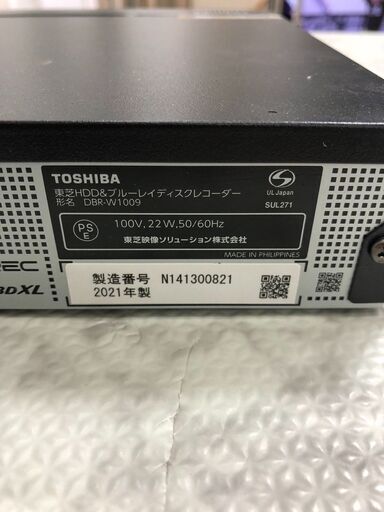 TOSHIBA
東芝HDD&ブルーレイディスクレコーダー
形名 DBR-W1009
UL Japan
SUL271
PS
E
100V, 22W, 50/60Hz
東芝映像ソリューション株式会社
MADE IN PHILIPPINES
REC
BDXL
製造番号 N141300821
2021年製